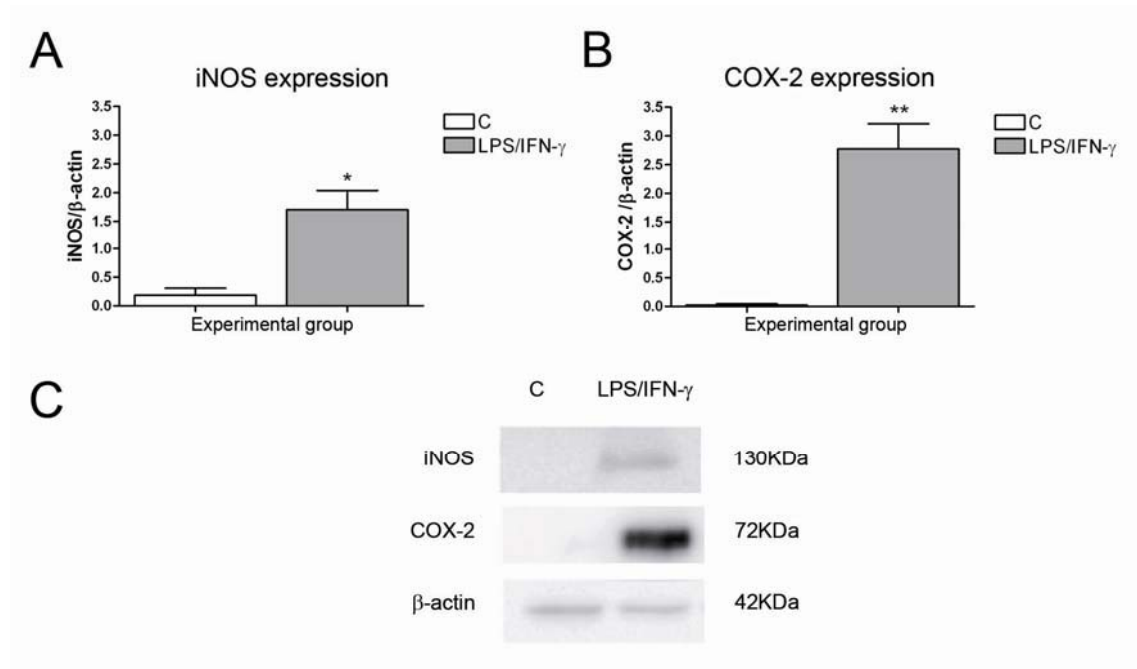 A
iNOS expression
3.5
3.0
2.5
2.0
1.5
1.0
0.5
0.0
iNOS/β-actin
*
Experimental group
C
LPS/IFN-γ
B
COX-2 expression
3.5
3.0
2.5
2.0
1.5
1.0
0.5
0.0
COX-2 /β-actin
**
Experimental group
C
LPS/IFN-γ
C
C LPS/IFN-γ
iNOS 130KDa
COX-2 72KDa
β-actin 42KDa